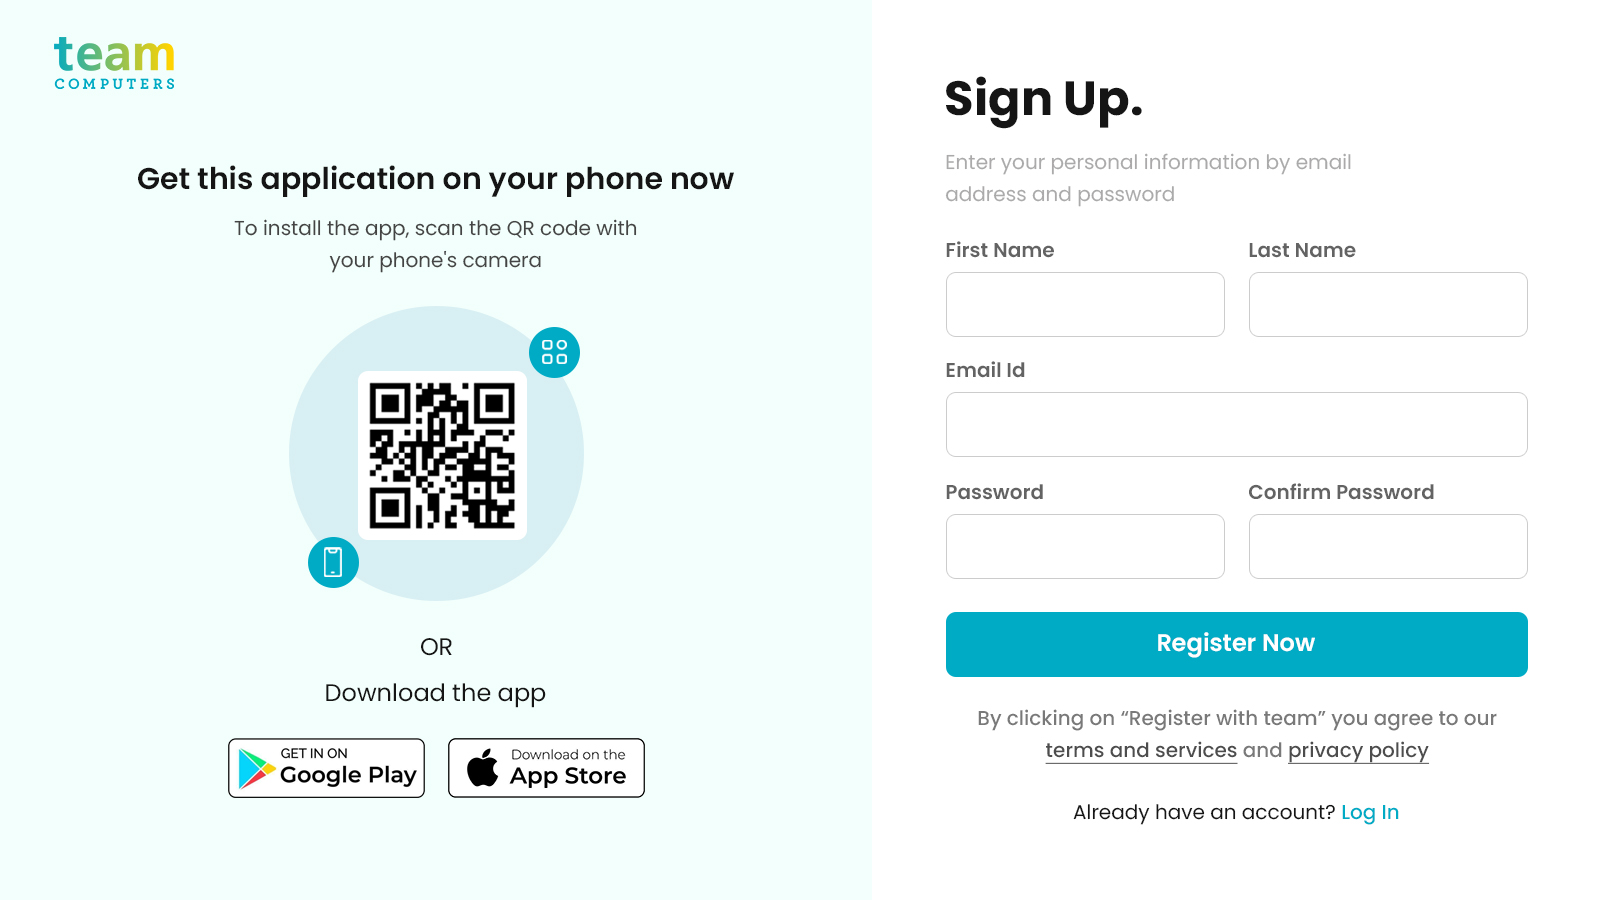 team
COMPUTERS
Get this application on your phone now
To install the app, scan the QR code with
your phone's camera
OR
Download the app
GET IN ON
Google Play
Download on the
App Store
Sign Up.
Enter your personal information by email
address and password
First Name
Last Name
Email Id
Password
Confirm Password
Register Now
By clicking on “Register with team” you agree to our
terms and services and privacy policy
Already have an account? Log In